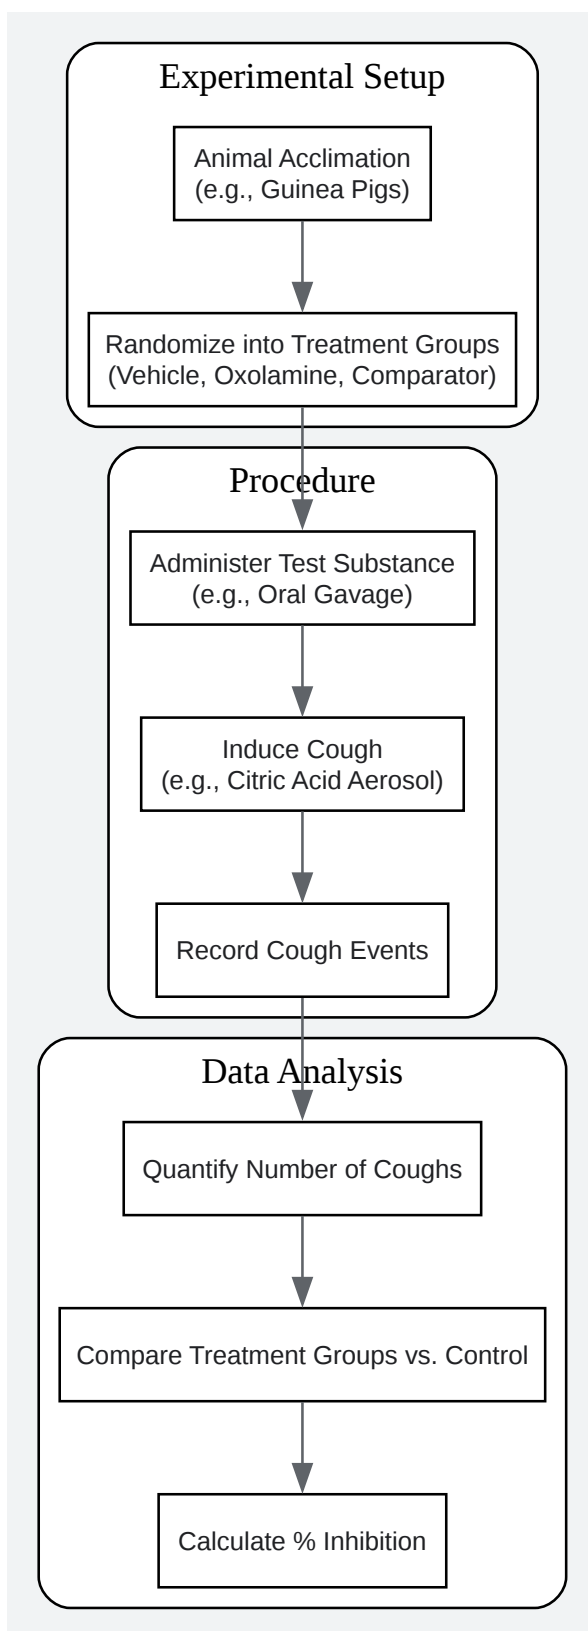 Experimental Setup
Animal Acclimation
(e.g., Guinea Pigs)
Randomize into Treatment Groups
(Vehicle, Oxolamine, Comparator)
Procedure
Administer Test Substance
(e.g., Oral Gavage)
Induce Cough
(e.g., Citric Acid Aerosol)
Record Cough Events
Data Analysis
Quantify Number of Coughs
Compare Treatment Groups vs. Control
Calculate % Inhibition